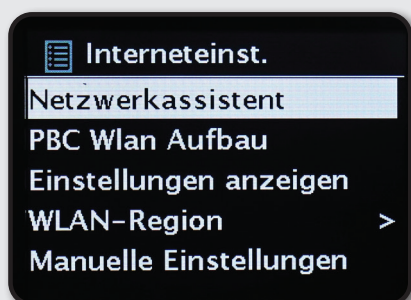 Interneteinst.
Netzwerkassistent
PBC Wlan Aufbau
Einstellungen anzeigen
WLAN-Region >
Manuelle Einstellungen